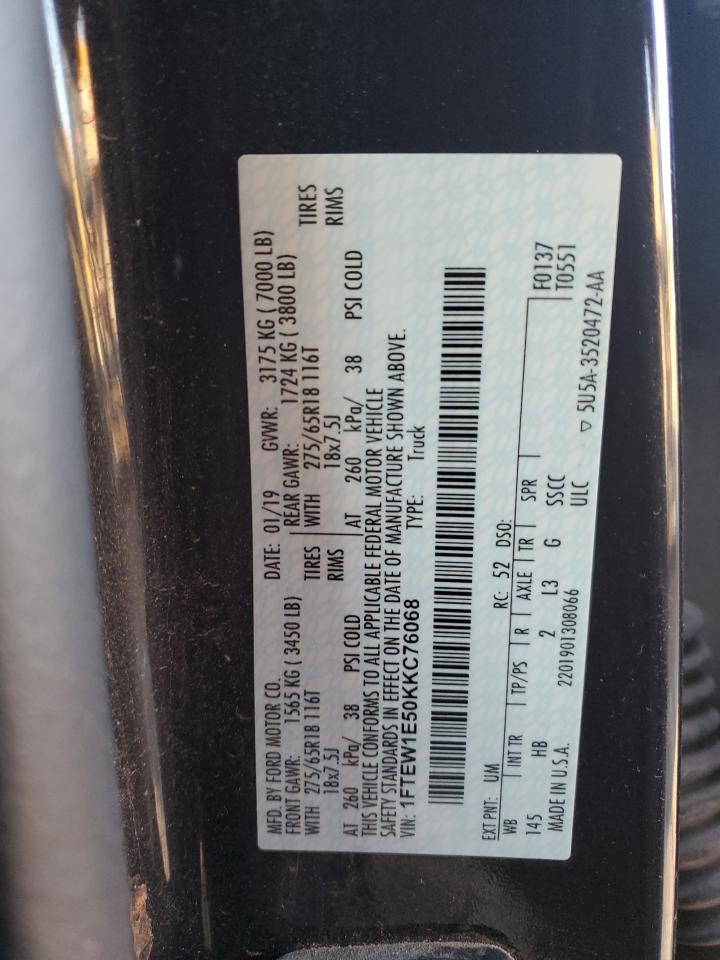 MFD. BY FORD MOTOR CO. DATE: 01/19 GVWR: 3175 KG ( 7000 LB)
FRONT GAWR: 1565 KG ( 3450 LB) REAR GAWR: 1724 KG ( 3800 LB)
WITH 275/65R18 116T TIRES WITH 275/65R18 116T TIRES
18x7.5J RIMS 18x7.5J RIMS
AT 260 kPa/ 38 PSI COLD AT 260 kPa/ 38 PSI COLD
THIS VEHICLE CONFORMS TO ALL APPLICABLE FEDERAL MOTOR VEHICLE
SAFETY STANDARDS IN EFFECT ON THE DATE OF MANUFACTURE SHOWN ABOVE.
VIN: 1FTEW1E50KKC76068 TYPE: Truck
EXT PNT: UM RC: 52 DSO:
WB INT TR TP/PS R AXLE TR SPR F0137
145 HB 2 L3 G SSCC T0551
MADE IN U.S.A. 2201901308066 ULC ▽ 5U5A-3520472-AA